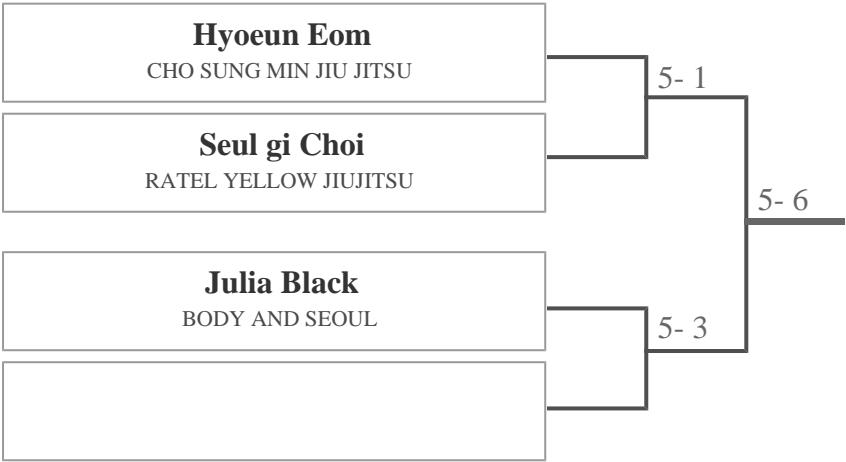 Hyoeun Eom
CHO SUNG MIN JIU JITSU
5- 1
Seul gi Choi
RATEL YELLOW JIUJITSU
5- 6
Julia Black
BODY AND SEOUL
5- 3